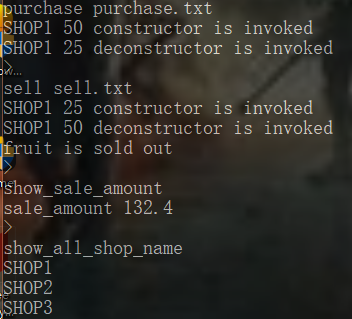 purchase purchase.txt
SHOP1 50 constructor is invoked
SHOP1 25 deconstructor is invoked
>
sell sell.txt
SHOP1 25 constructor is invoked
SHOP1 50 deconstructor is invoked
fruit is sold out
>
show_sale_amount
sale_amount 132.4
>
show_all_shop_name
SHOP1
SHOP2
SHOP3